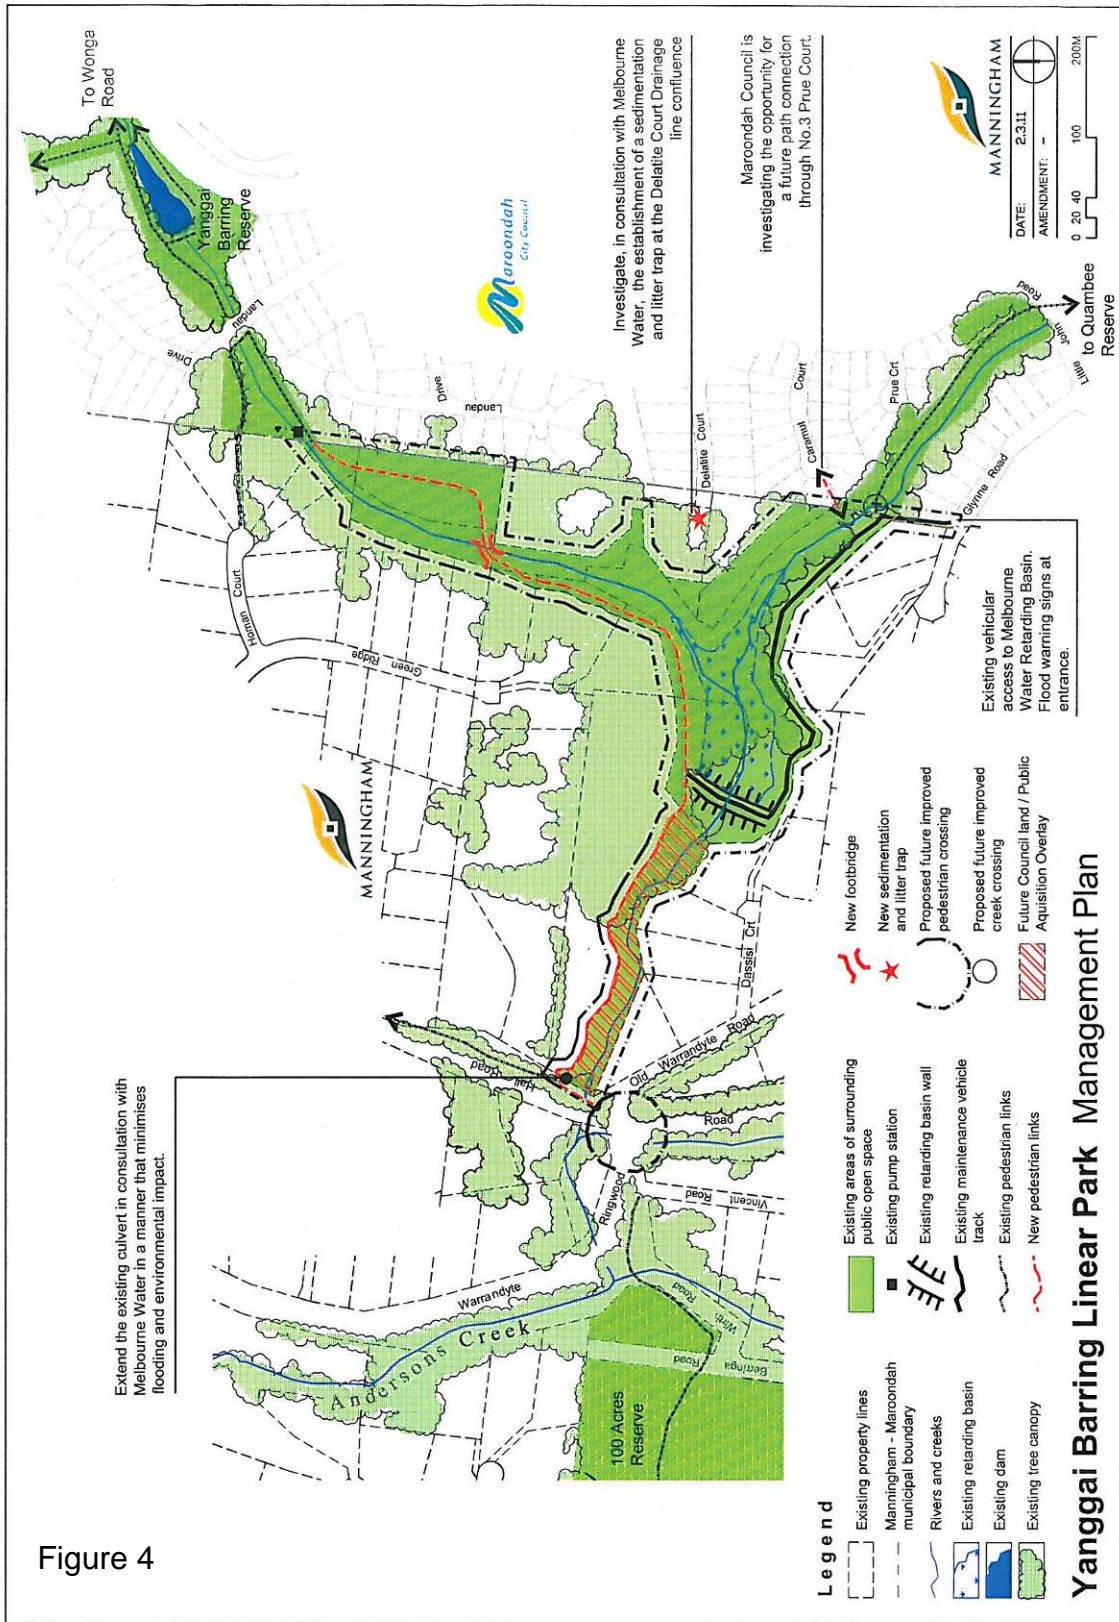 To Wonga
Road
Yanggai
Barring
Reserve
Landau
Drive
Maroondah
City Council
Investigate, in consultation with Melbourne
Water, the establishment of a sedimentation
and litter trap at the Delatite Court Drainage
line confluence
Maroondah Council is
investigating the opportunity for
a future path connection
through No.3 Prue Court.
MANNINGHAM
DATE: 2.3.11
AMENDMENT: -
0 20 40 100 200M
Drive
Landau
Delatite Court
Caramut Court
Prue Crt
Glynne Road
Little John Road
to Quambee
Reserve
Homan Court
Green Ridge
MANNINGHAM
Existing vehicular
access to Melbourne
Water Retarding Basin.
Flood warning signs at
entrance.
Dassisi Crt
Hall Road
Old Warrandyte Road
Road
Ringwood
Vincent
Road
Warrandyte
Andersons Creek
Wirth Road
Berringa Road
100 Acres
Reserve
Extend the existing culvert in consultation with
Melbourne Water in a manner that minimises
flooding and environmental impact.
Legend
Existing property lines
Manningham - Maroondah
municipal boundary
Rivers and creeks
Existing retarding basin
Existing dam
Existing tree canopy
Existing areas of surrounding
public open space
Existing pump station
Existing retarding basin wall
Existing maintenance vehicle
track
Existing pedestrian links
New pedestrian links
New footbridge
New sedimentation
and litter trap
Proposed future improved
pedestrian crossing
Proposed future improved
creek crossing
Future Council land / Public
Aquisition Overlay
Yanggai Barring Linear Park Management Plan
Figure 4